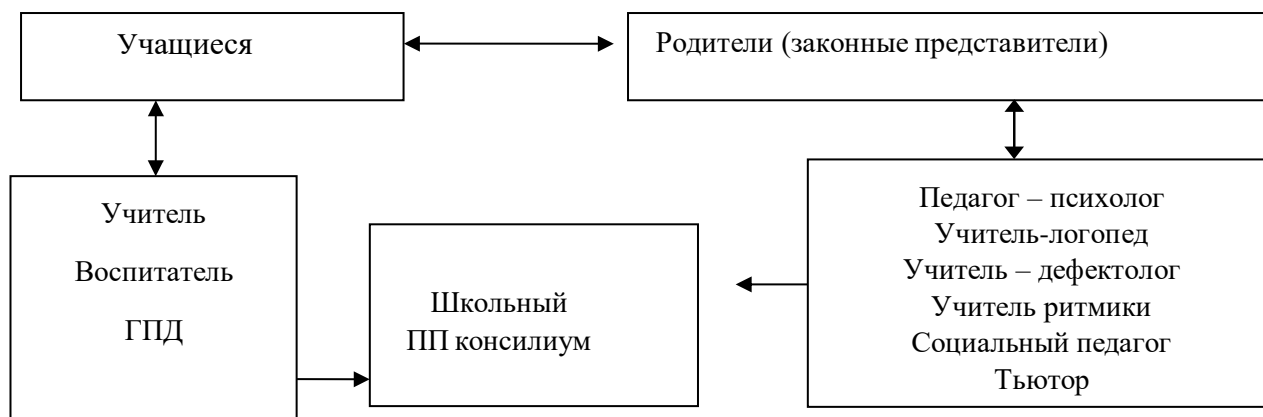 Учащиеся
Родители (законные представители)
Учитель
Воспитатель
ГПД
Школьный
ПП консилиум
Педагог – психолог
Учитель-логопед
Учитель – дефектолог
Учитель ритмики
Социальный педагог
Тьютор